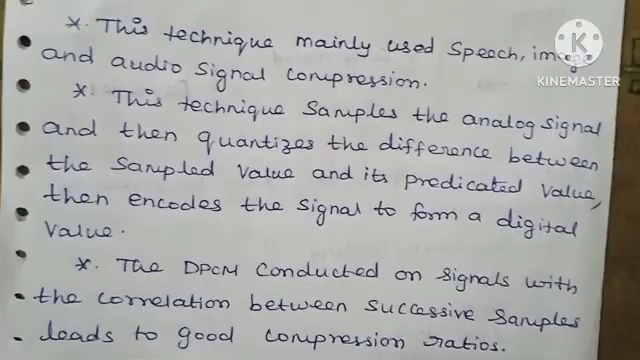 *. This technique mainly used Speech, image
and audio Signal Compression.
*. This technique Samples the analog signal
and then quantizes the difference between
the Sampled value and its predicated value,
then encodes the signal to form a digital
value.
*. The DPCM Conducted on signals with
the correlation between successive samples
leads to good compression ratios.
KINEMASTER